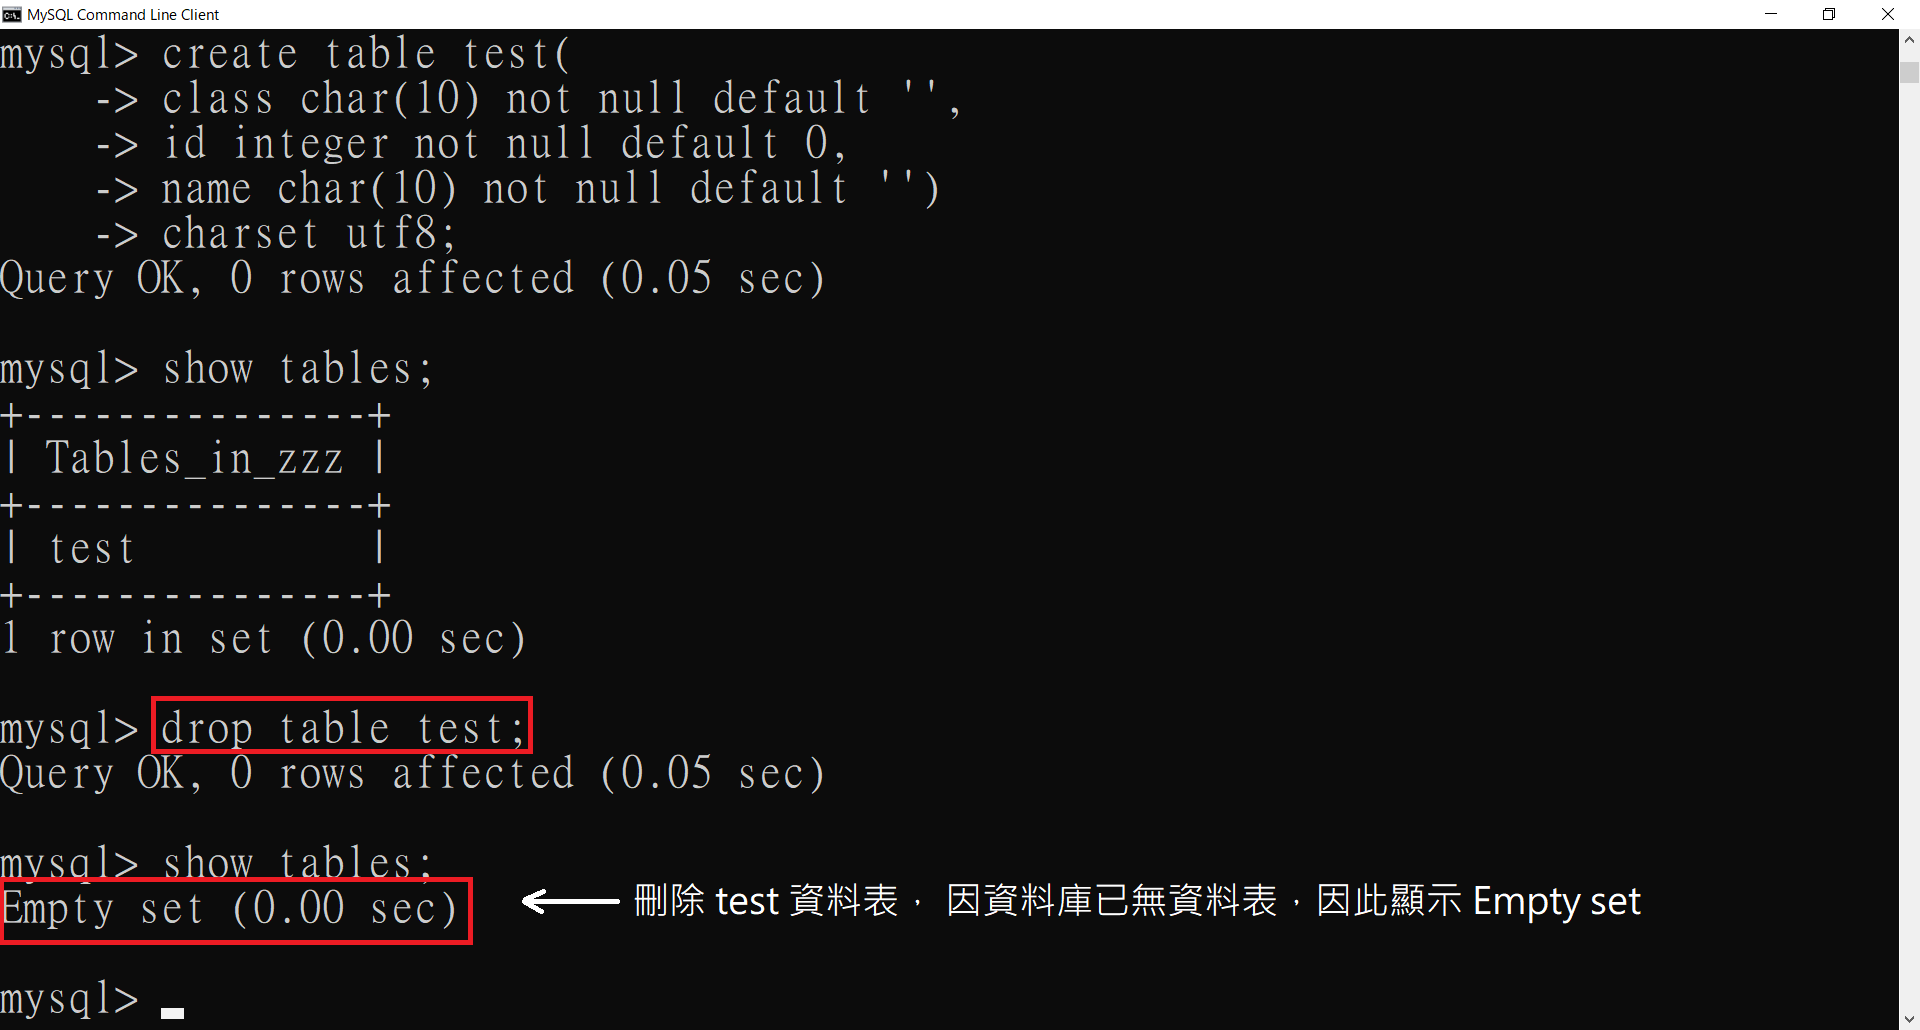 MySQL Command Line Client
mysql> create table test(
    -> class char(10) not null default '',
    -> id integer not null default 0,
    -> name char(10) not null default '')
    -> charset utf8;
Query OK, 0 rows affected (0.05 sec)
mysql> show tables;
+---------------+
| Tables_in_zzz |
+---------------+
| test          |
+---------------+
1 row in set (0.00 sec)
mysql> drop table test;
Query OK, 0 rows affected (0.05 sec)
mysql> show tables;
Empty set (0.00 sec)
刪除 test 資料表， 因資料庫已無資料表，因此顯示 Empty set
mysql>